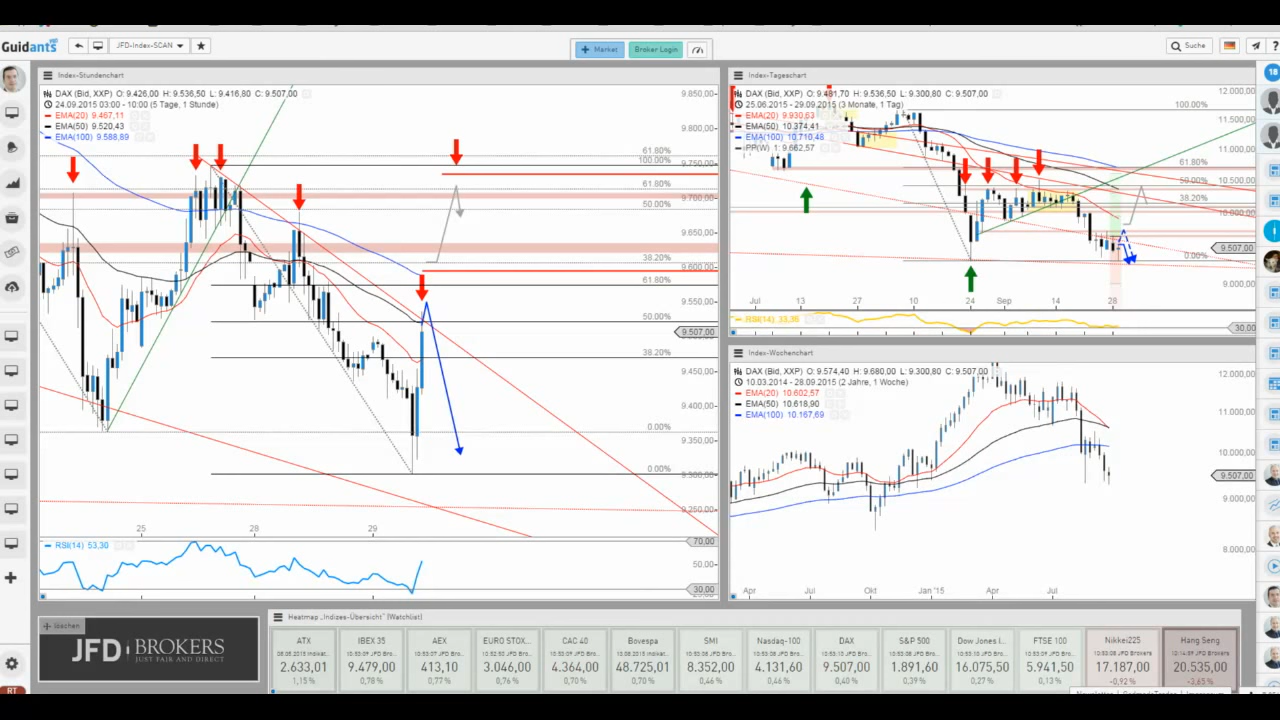 Guidants
JFD-Index-SCAN
Market
Broker Login
Suche
?
Index-Stundenchart
DAX (Bid, XXP) O: 9.426,00 H: 9.536,50 L: 9.416,80 C: 9.507,00
24.09.2015 03:00 - 10:00 (5 Tage, 1 Stunde)
EMA(20) 9.467,11
EMA(50) 9.520,43
EMA(100) 9.588,89
9.850,00
9.800,00
9.750,00
9.700,00
9.600,00
9.550,00
9.507,00
9.450,00
9.400,00
9.350,00
9.300,00
9.250,00
61.80%
100.00%
61.80%
50.00%
38.20%
61.80%
50.00%
38.20%
0.00%
0.00%
25
28
29
RSI(14) 53,30
70,00
50,00
30,00
Index-Tageschart
DAX (Bid, XXP) O: 9.481,70 H: 9.536,50 L: 9.300,80 C: 9.507,00
25.06.2015 - 29.09.2015 (3 Monate, 1 Tag)
EMA(20) 9.930,63
EMA(50) 10.374,41
EMA(100) 10.710,48
PP(W) 1: 9.662,57
100.00%
61.80%
50.00%
38.20%
0.00%
12.000,00
11.500,00
11.000,00
10.500,00
10.000,00
9.507,00
9.000,00
Jul
13
27
10
24
Sep
14
28
RSI(14) 33,35
30,00
Index-Wochenchart
DAX (Bid, XXP) O: 9.574,40 H: 9.680,00 L: 9.300,80 C: 9.507,00
10.03.2014 - 28.09.2015 (2 Jahre, 1 Woche)
EMA(20) 10.602,57
EMA(50) 10.618,90
EMA(100) 10.167,69
12.000,00
11.000,00
10.000,00
9.507,00
9.000,00
8.000,00
Apr
Jul
Okt
Jan '15
Apr
Jul
18
löschen
JFD BROKERS
JUST FAIR AND DIRECT
RT
Heatmap „Indizes-Übersicht" (Watchlist)
ATX
2.633,01
1,15 %
IBEX 35
9.479,00
0,78 %
AEX
413,10
0,77 %
EURO STOX...
3.046,00
0,76 %
CAC 40
4.364,00
0,70 %
Bovespa
48.725,01
0,70 %
SMI
8.352,00
0,46 %
Nasdaq-100
4.131,60
0,46 %
DAX
9.507,00
0,40 %
S&P 500
1.891,60
0,39 %
Dow Jones I...
16.075,50
0,27 %
FTSE 100
5.941,50
0,13 %
Nikkei225
17.187,00
-0,92 %
Hang Seng
20.535,00
-3,65 %